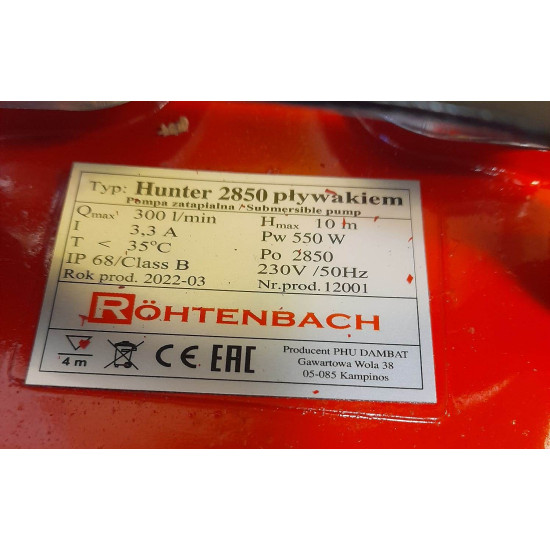 Typ: Hunter 2850 pływakiem
Pompa zatapialna / Submersible pump
Qmax' 300 l/min Hmax 10 m
I 3,3 A Pw 550 W
T < 35°C Po 2850
IP 68/Class B 230V /50Hz
Rok prod. 2022-03 Nr.prod.12001
RÖHTENBACH
4 m CE EAC
Producent PHU DAMBAT
Gawartowa Wola 38
05-085 Kampinos